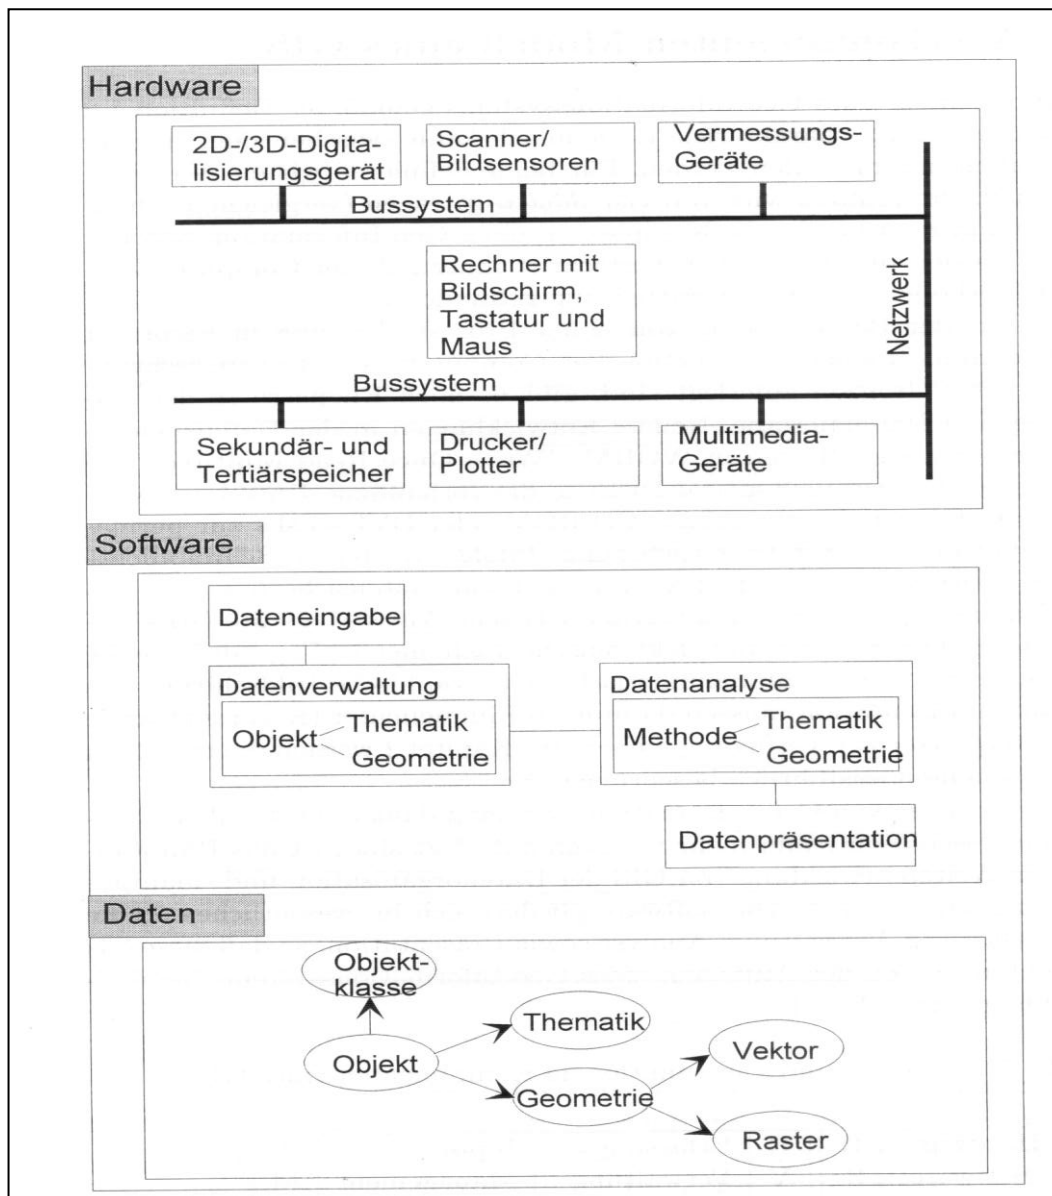 Hardware
2D-/3D-Digita-
lisierungsgerät
Scanner/
Bildsensoren
Vermessungs-
Geräte
Bussystem
Rechner mit
Bildschirm,
Tastatur und
Maus
Netzwerk
Bussystem
Sekundär- und
Tertiärspeicher
Drucker/
Plotter
Multimedia-
Geräte
Software
Dateneingabe
Datenverwaltung
Objekt
Thematik
Geometrie
Datenanalyse
Methode
Thematik
Geometrie
Datenpräsentation
Daten
Objekt-
klasse
Objekt
Thematik
Geometrie
Vektor
Raster